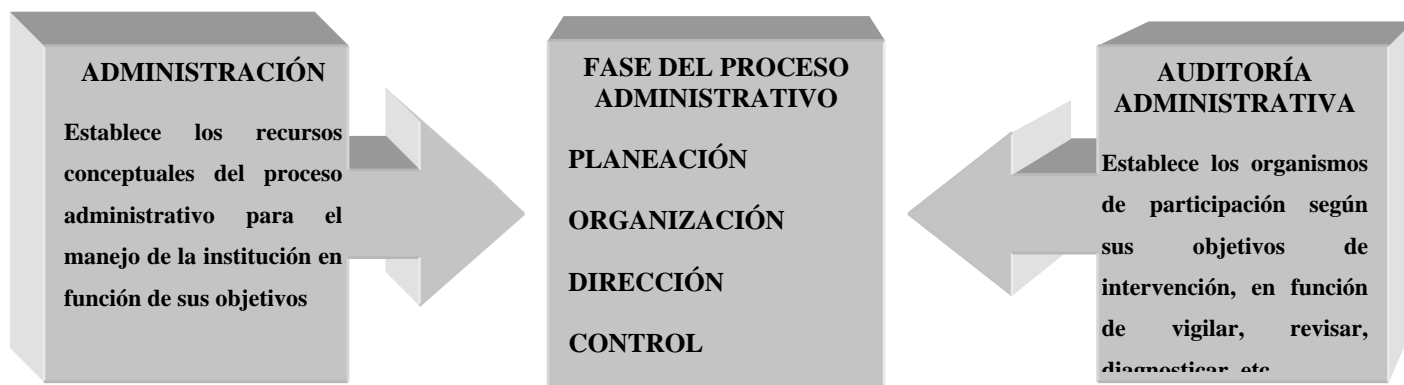 ADMINISTRACIÓN
Establece los recursos
conceptuales del proceso
administrativo para el
manejo de la institución en
función de sus objetivos
FASE DEL PROCESO
ADMINISTRATIVO
PLANEACIÓN
ORGANIZACIÓN
DIRECCIÓN
CONTROL
AUDITORÍA
ADMINISTRATIVA
Establece los organismos
de participación según
sus objetivos de
intervención, en función
de vigilar, revisar,
diagnosticar, etc